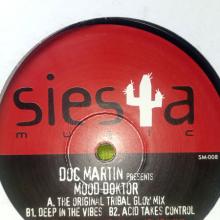 siesta
music
SM-008
DOC MARTIN PRESENTS
MOOD DOKTOR
A. THE ORIGINAL TRIBAL GLOW MIX
B1. DEEP IN THE VIBES B2. ACID TAKES CONTROL